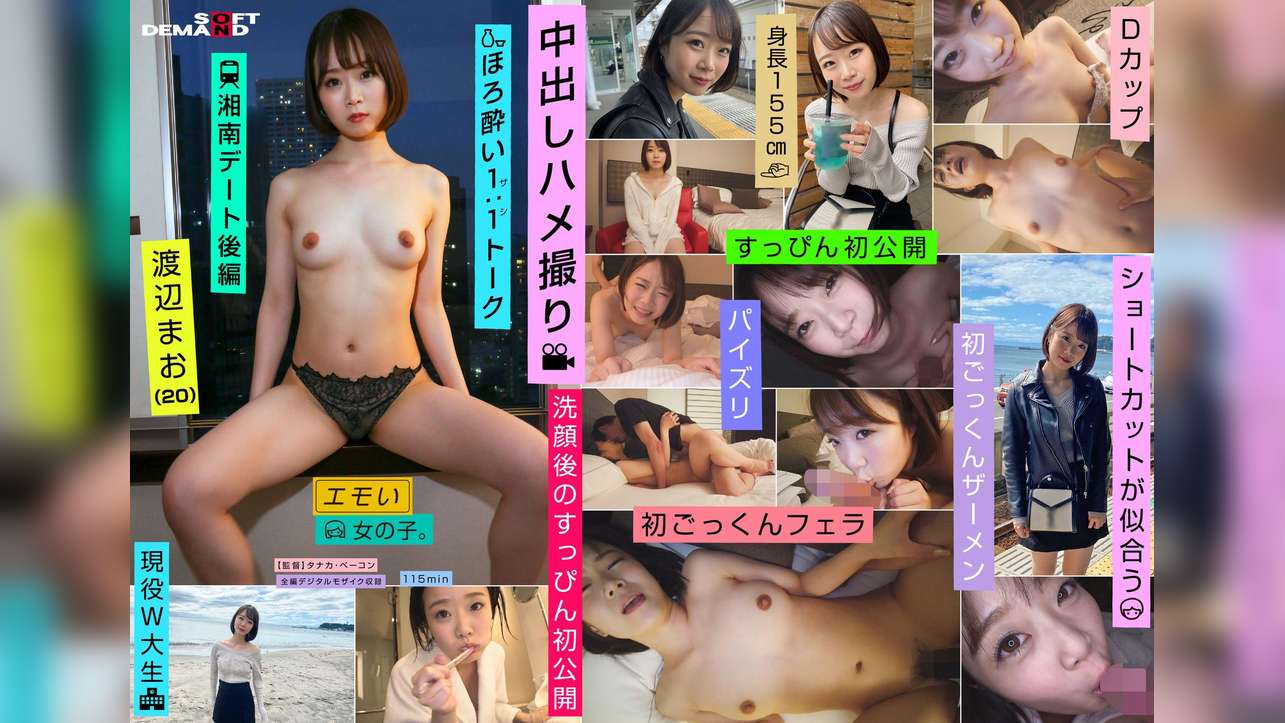 SOFT ON DEMAND
湘南デート後編
ほろ酔い1:1トーク
サシ
中出しハメ撮り
渡辺まお
(20)
エモい
女の子。
【監督】タナカ・ベーコン
全編デジタルモザイク収録
115min
現役W大生
洗顔後のすっぴん初公開
身長155cm
Dカップ
すっぴん初公開
パイズリ
初ごっくんザーメン
ショートカットが似合う
初ごっくんフェラ